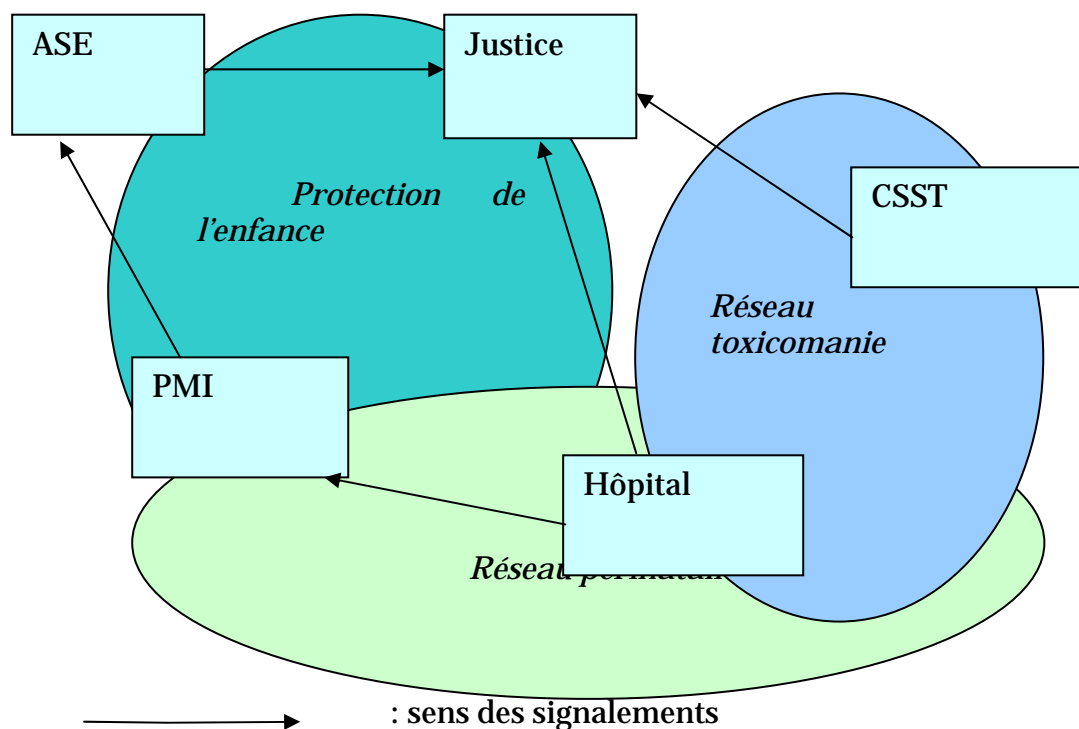 ASE
Justice
Protection de
l'enfance
CSST
Réseau
toxicomanie
PMI
Hôpital
Réseau
: sens des signalements